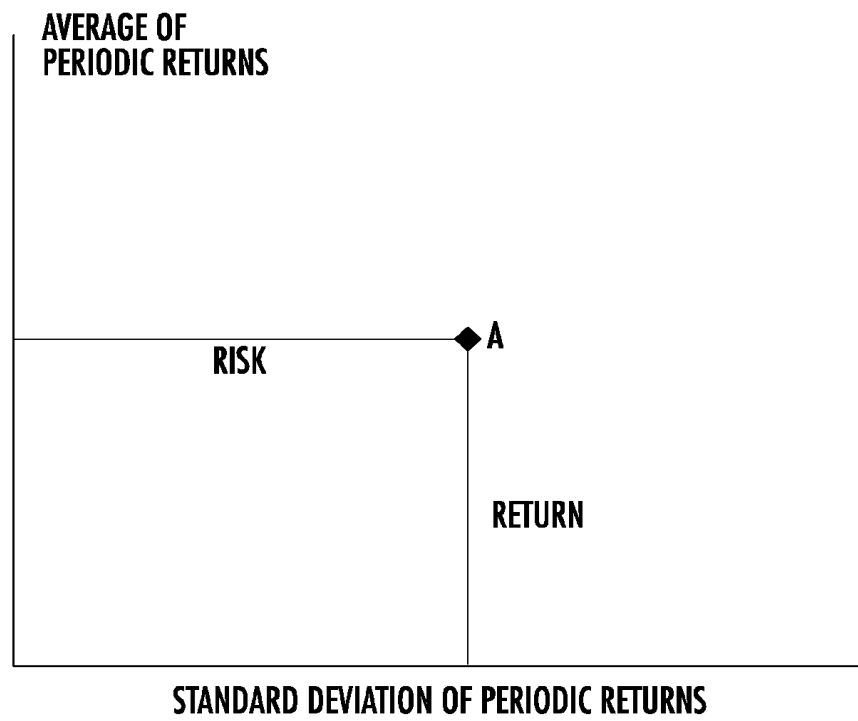 AVERAGE OF
PERIODIC RETURNS
A
RISK
RETURN
STANDARD DEVIATION OF PERIODIC RETURNS